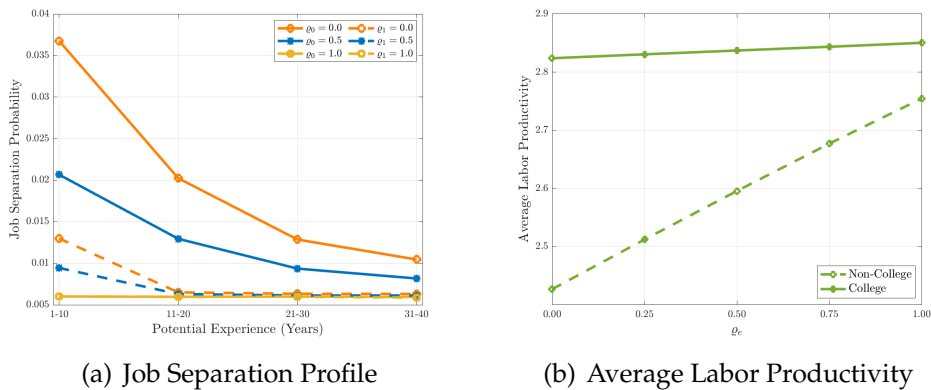 0.04
0.035
0.03
0.025
0.02
0.015
0.01
0.005
Job Separation Probability
1-10 11-20 21-30 31-40
Potential Experience (Years)
ϱ₀ = 0.0 ϱ₁ = 0.0
ϱ₀ = 0.5 ϱ₁ = 0.5
ϱ₀ = 1.0 ϱ₁ = 1.0
(a) Job Separation Profile
2.9
2.8
2.7
2.6
2.5
Average Labor Productivity
0.00 0.25 0.50 0.75 1.00
ϱₑ
Non-College
College
(b) Average Labor Productivity